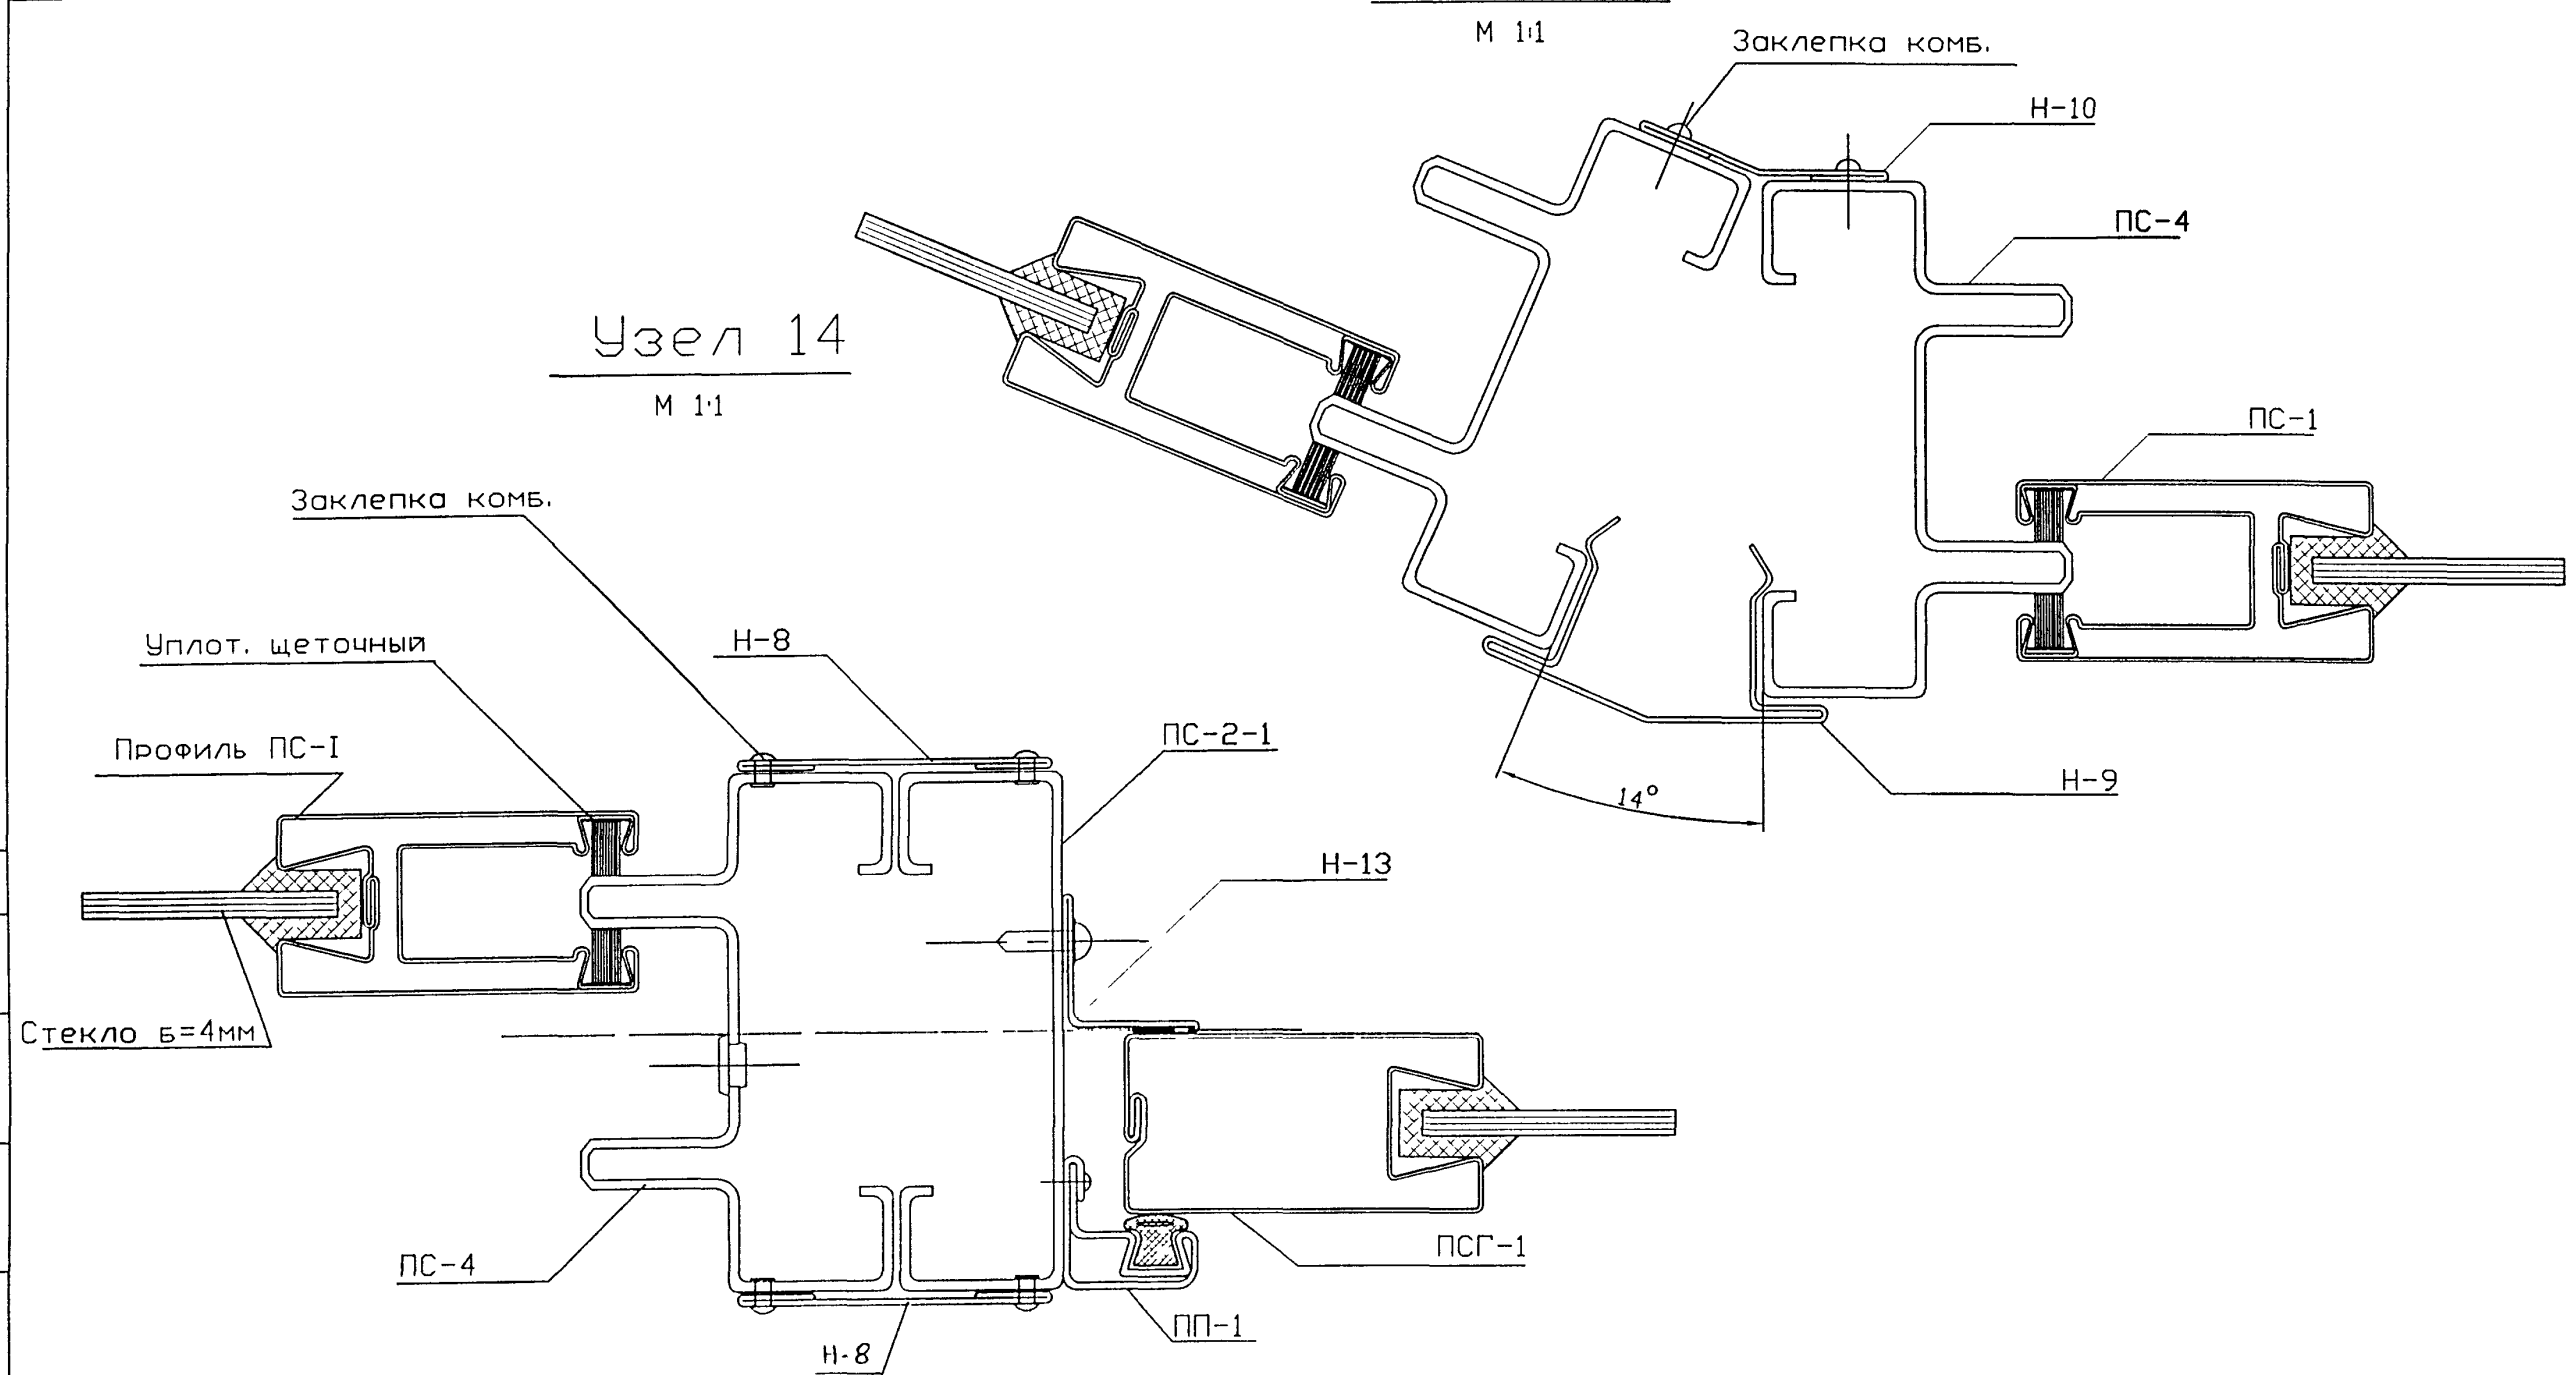 М 1:1
Заклепка комб.
Н-10
ПС-4
ПС-1
Узел 14
М 1:1
Заклепка комб.
Уплот. щеточный
Н-8
ПС-2-1
Профиль ПС-I
Н-9
14°
Н-13
Стекло Б=4мм
ПСГ-1
ПС-4
ПП-1
Н-8